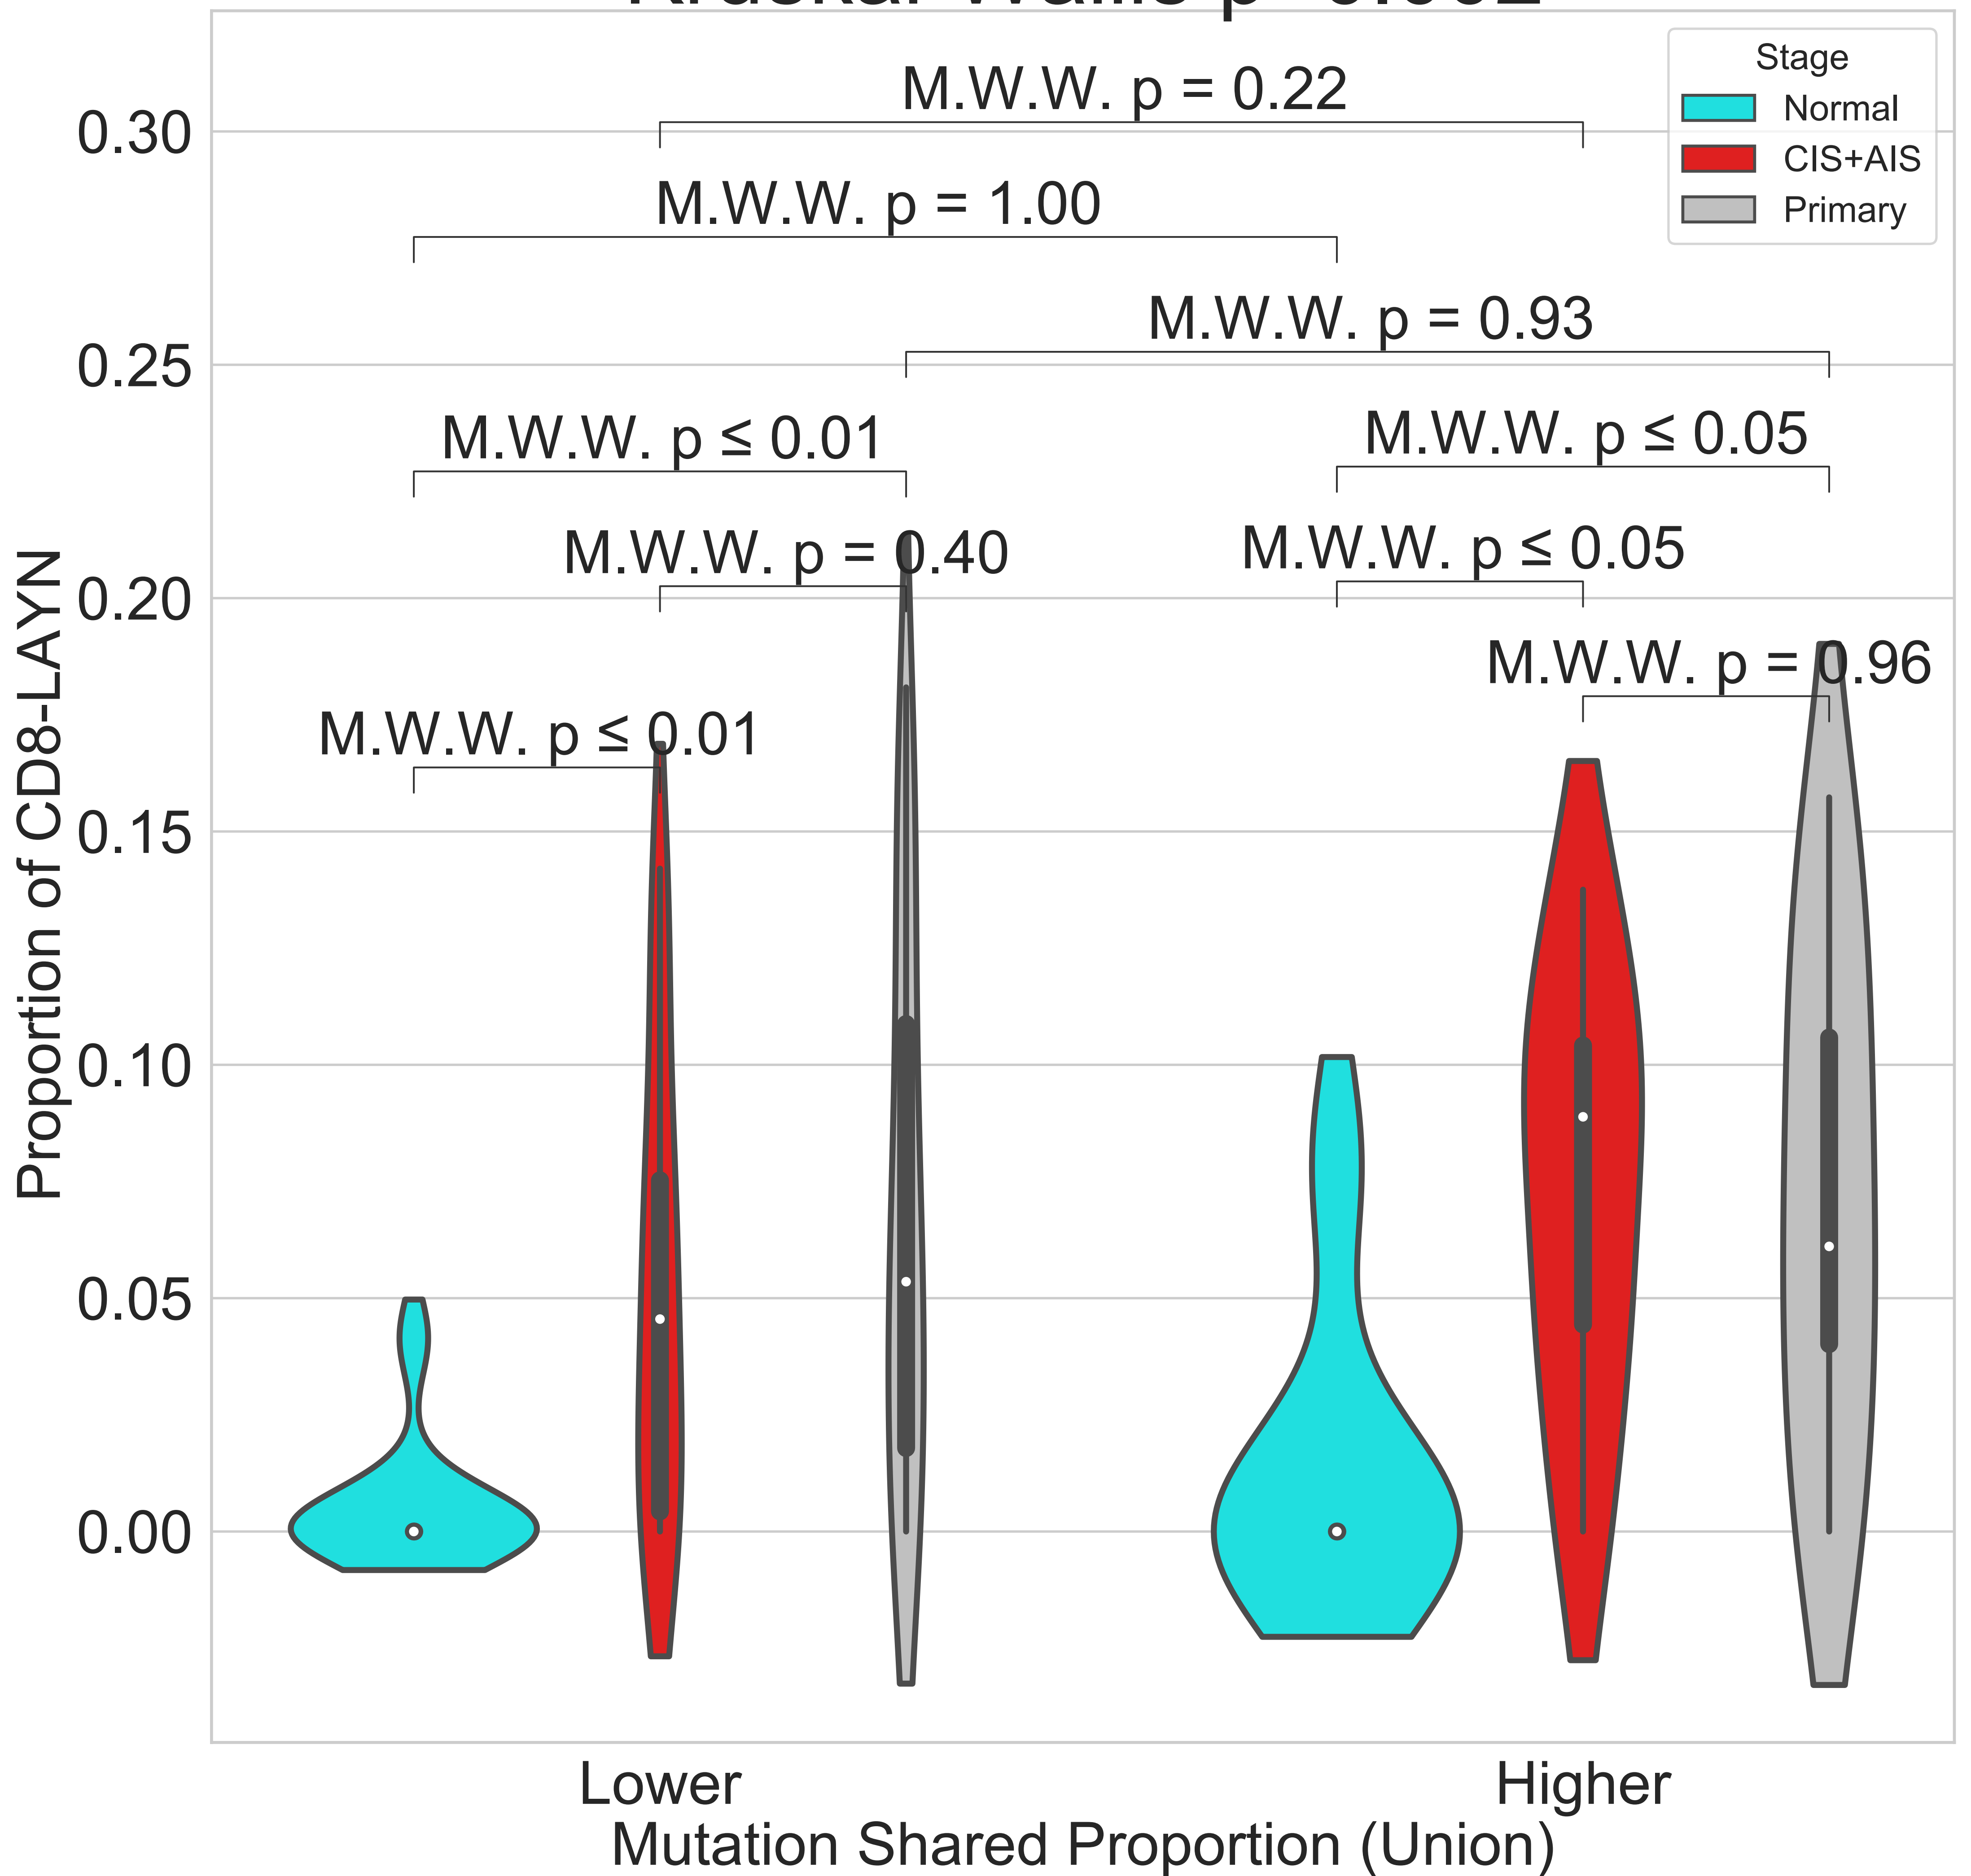 Stage
Normal
CIS+AIS
Primary
M.W.W. p = 0.22
M.W.W. p = 1.00
M.W.W. p = 0.93
M.W.W. p ≤ 0.01
M.W.W. p ≤ 0.05
M.W.W. p = 0.40
M.W.W. p ≤ 0.05
M.W.W. p = 0.96
M.W.W. p ≤ 0.01
0.30
0.25
0.20
0.15
0.10
0.05
0.00
Proportion of CD8-LAYN
Lower
Higher
Mutation Shared Proportion (Union)